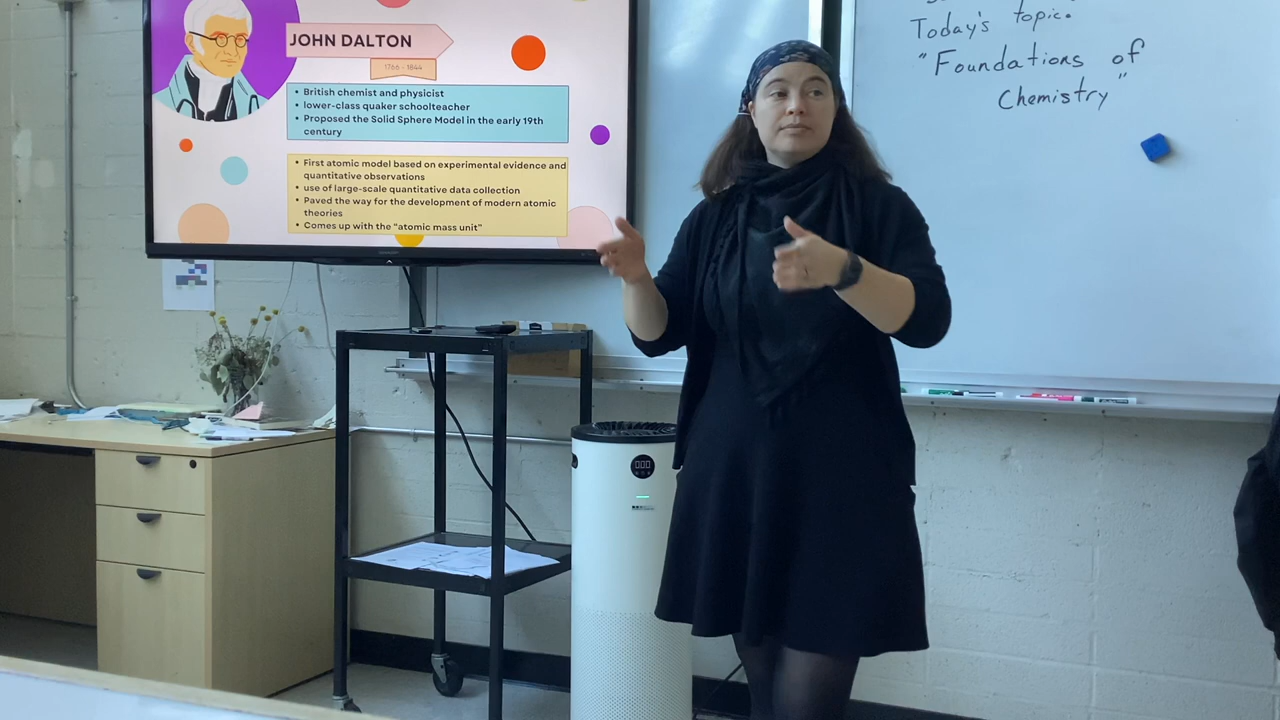 JOHN DALTON
1766 - 1844
• British chemist and physicist
• lower-class quaker schoolteacher
• Proposed the Solid Sphere Model in the early 19th
century
• First atomic model based on experimental evidence and
quantitative observations
• use of large-scale quantitative data collection
• Paved the way for the development of modern atomic
theories
• Comes up with the "atomic mass unit"
Today's topic.
"Foundations of
Chemistry"
000